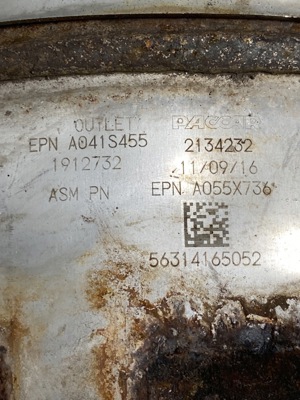 OUTLET PACCAR
EPN A041S455 2134232
1912732 11/09/16
ASM PN EPN A055X736
56314165052